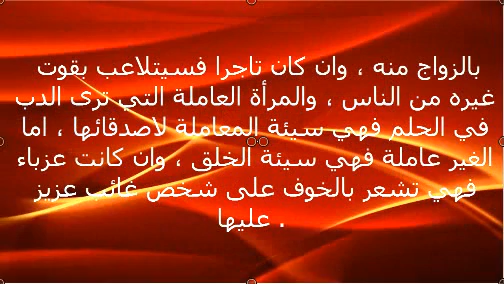 بالزواج منه ، وان كان تاجرا فسيتلاعب بقوت
غيره من الناس ، والمرأة العاملة التي ترى الدب
في الحلم فهي سيئة المعاملة لاصدقائها ، اما
الغير عاملة فهي سيئة الخلق ، وان كانت عزباء
فهي تشعر بالخوف على شخص غائب عزيز
عليها .